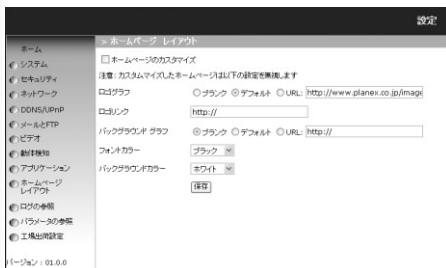 設定
ホーム
システム
セキュリティ
ネットワーク
DDNS/UPnP
メールとFTP
ビデオ
動体検知
アプリケーション
ホームページ
レイアウト
ログの参照
パラメータの参照
工場出荷設定
バージョン : 01.0.0
> ホームページ レイアウト
ホームページのカスタマイズ
注意 : カスタムマイズしたホームページは以下の設定を無視します
ロゴグラフ ブランク デフォルト URL: http://www.planex.co.jp/image
ロゴリンク http://
バックグラウンド グラフ ブランク デフォルト URL: http://
フォントカラー ブラック
バックグラウンドカラー ホワイト
保存